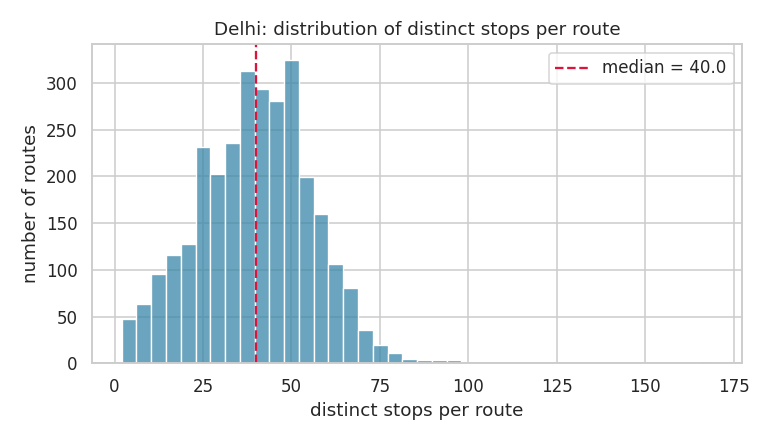 Delhi: distribution of distinct stops per route
median = 40.0
number of routes
300
250
200
150
100
50
0
0 25 50 75 100 125 150 175
distinct stops per route